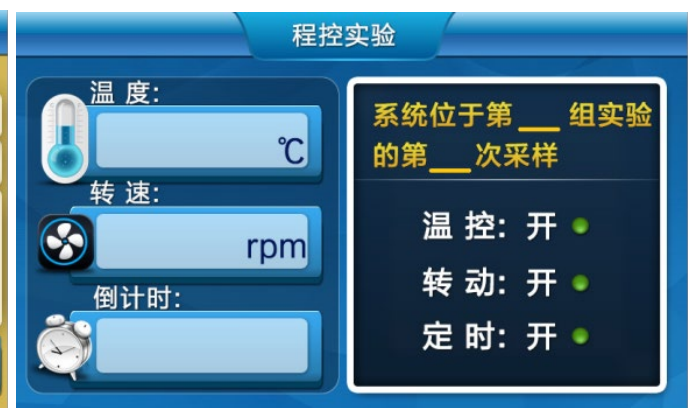 程控实验
温 度:
℃
转 速:
rpm
倒计时:
系统位于第___ 组实验
的第___ 次采样
温 控: 开
转 动: 开
定 时: 开